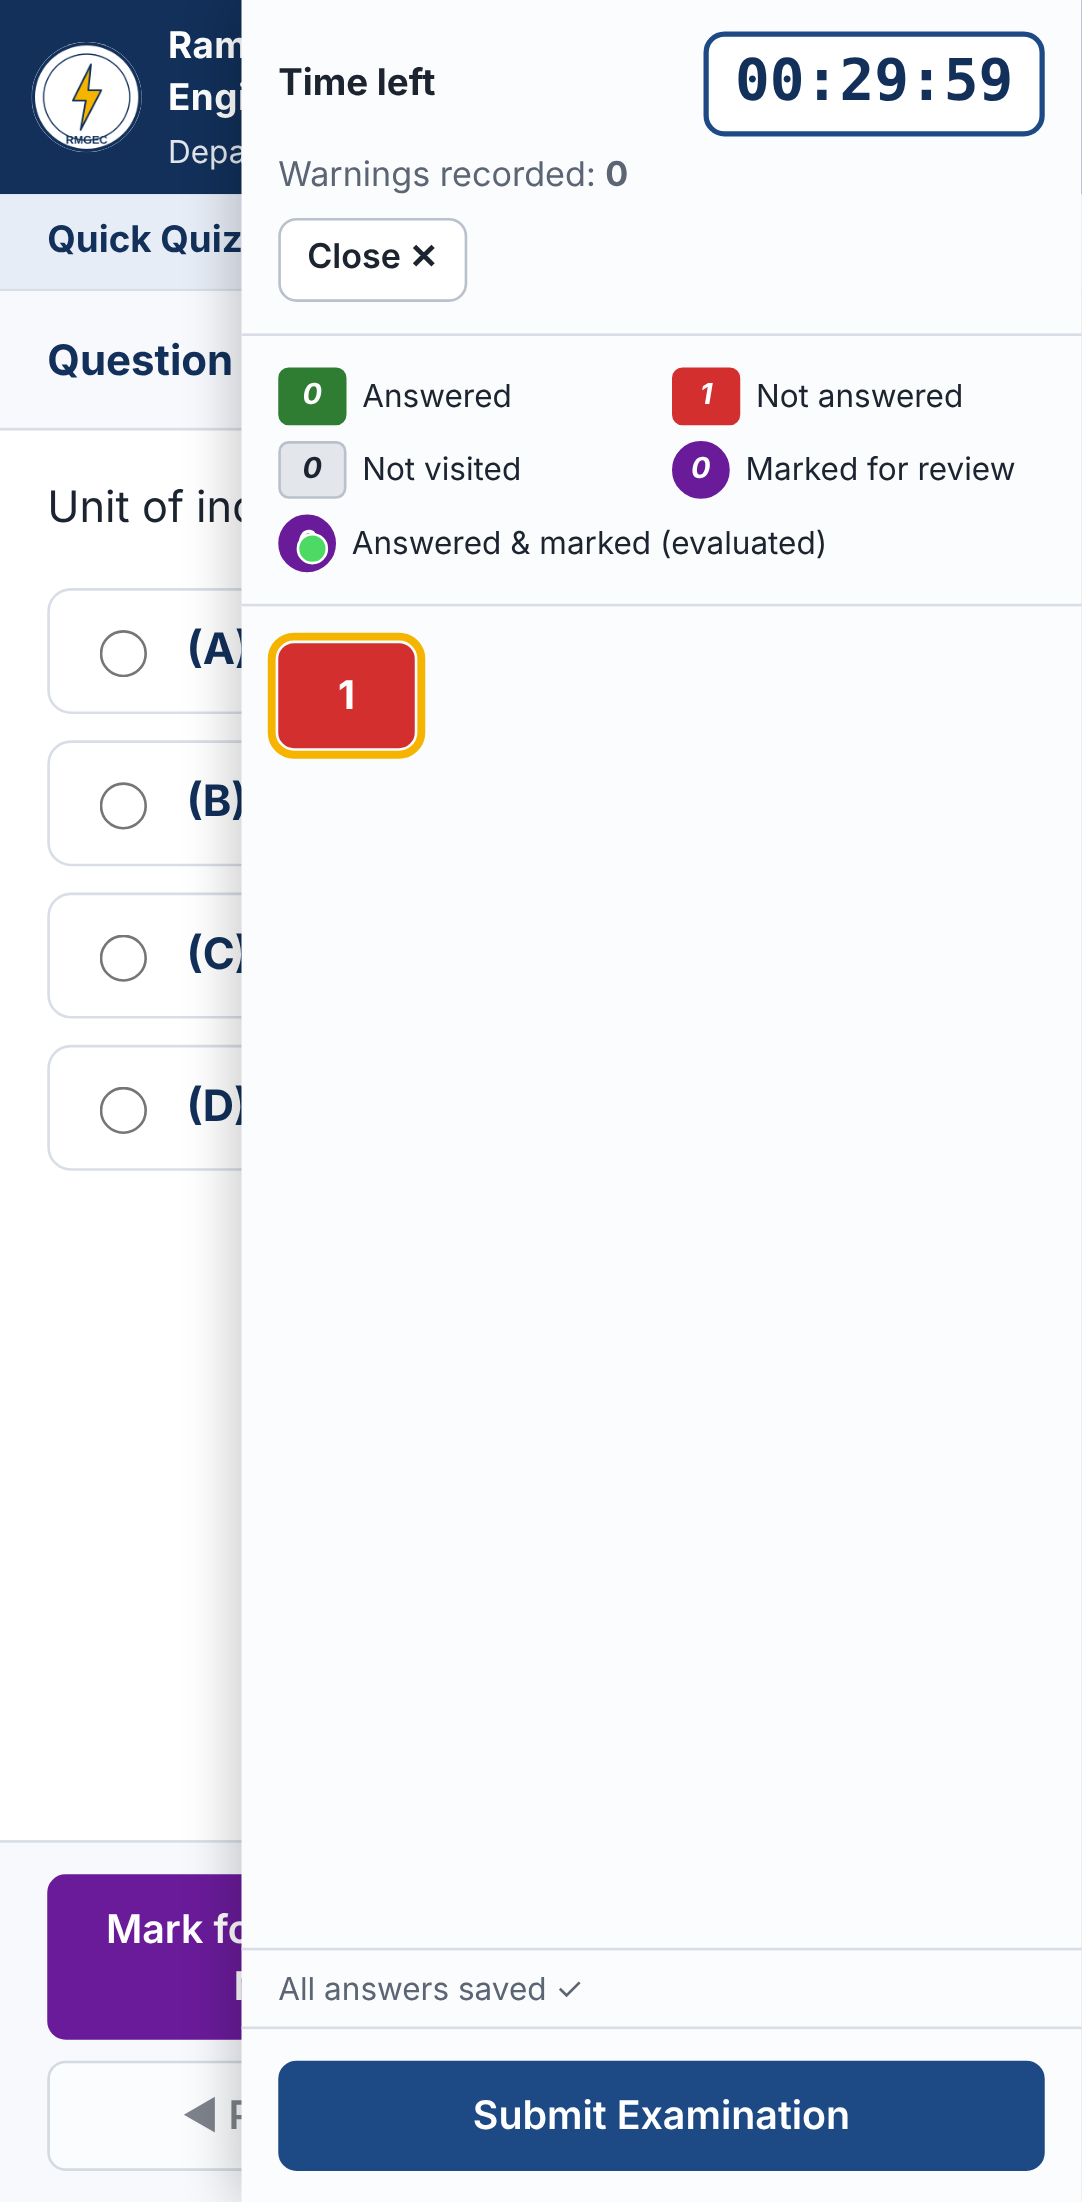 Ram
Engi
Depa
RMGEC
Quick Quiz
Question
Unit of
(A)
(B)
(C)
(D)
Mark
Time left
00:29:59
Warnings recorded: 0
Close ✕
0 Answered
1 Not answered
0 Not visited
0 Marked for review
Answered & marked (evaluated)
1
All answers saved ✓
Submit Examination